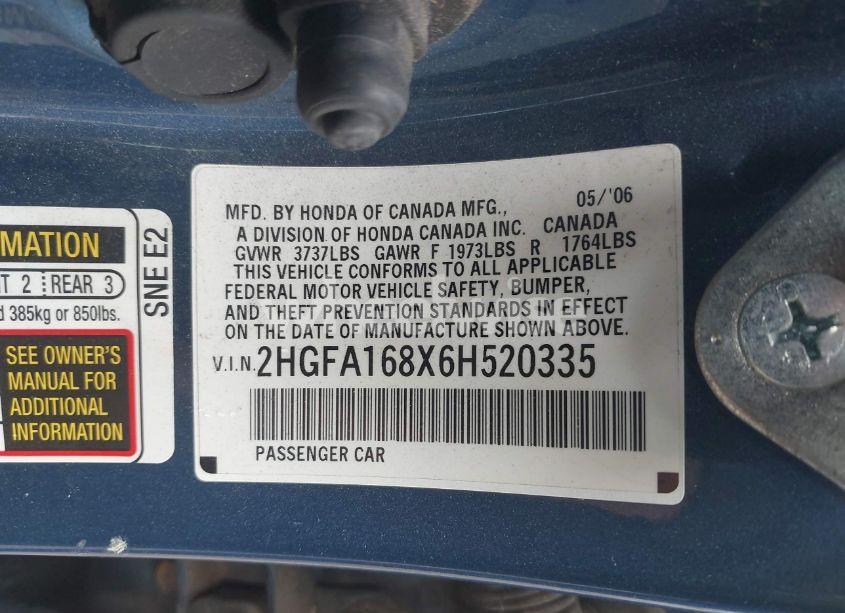 MFD. BY HONDA OF CANADA MFG., 05/'06
A DIVISION OF HONDA CANADA INC. CANADA
GVWR 3737LBS GAWR F 1973LBS R 1764LBS
THIS VEHICLE CONFORMS TO ALL APPLICABLE
FEDERAL MOTOR VEHICLE SAFETY, BUMPER,
AND THEFT PREVENTION STANDARDS IN EFFECT
ON THE DATE OF MANUFACTURE SHOWN ABOVE.
V.I.N. 2HGFA168X6H520335
PASSENGER CAR
MATION
2 REAR 3
385kg or 850lbs.
SEE OWNER'S
MANUAL FOR
ADDITIONAL
INFORMATION
SNE E2